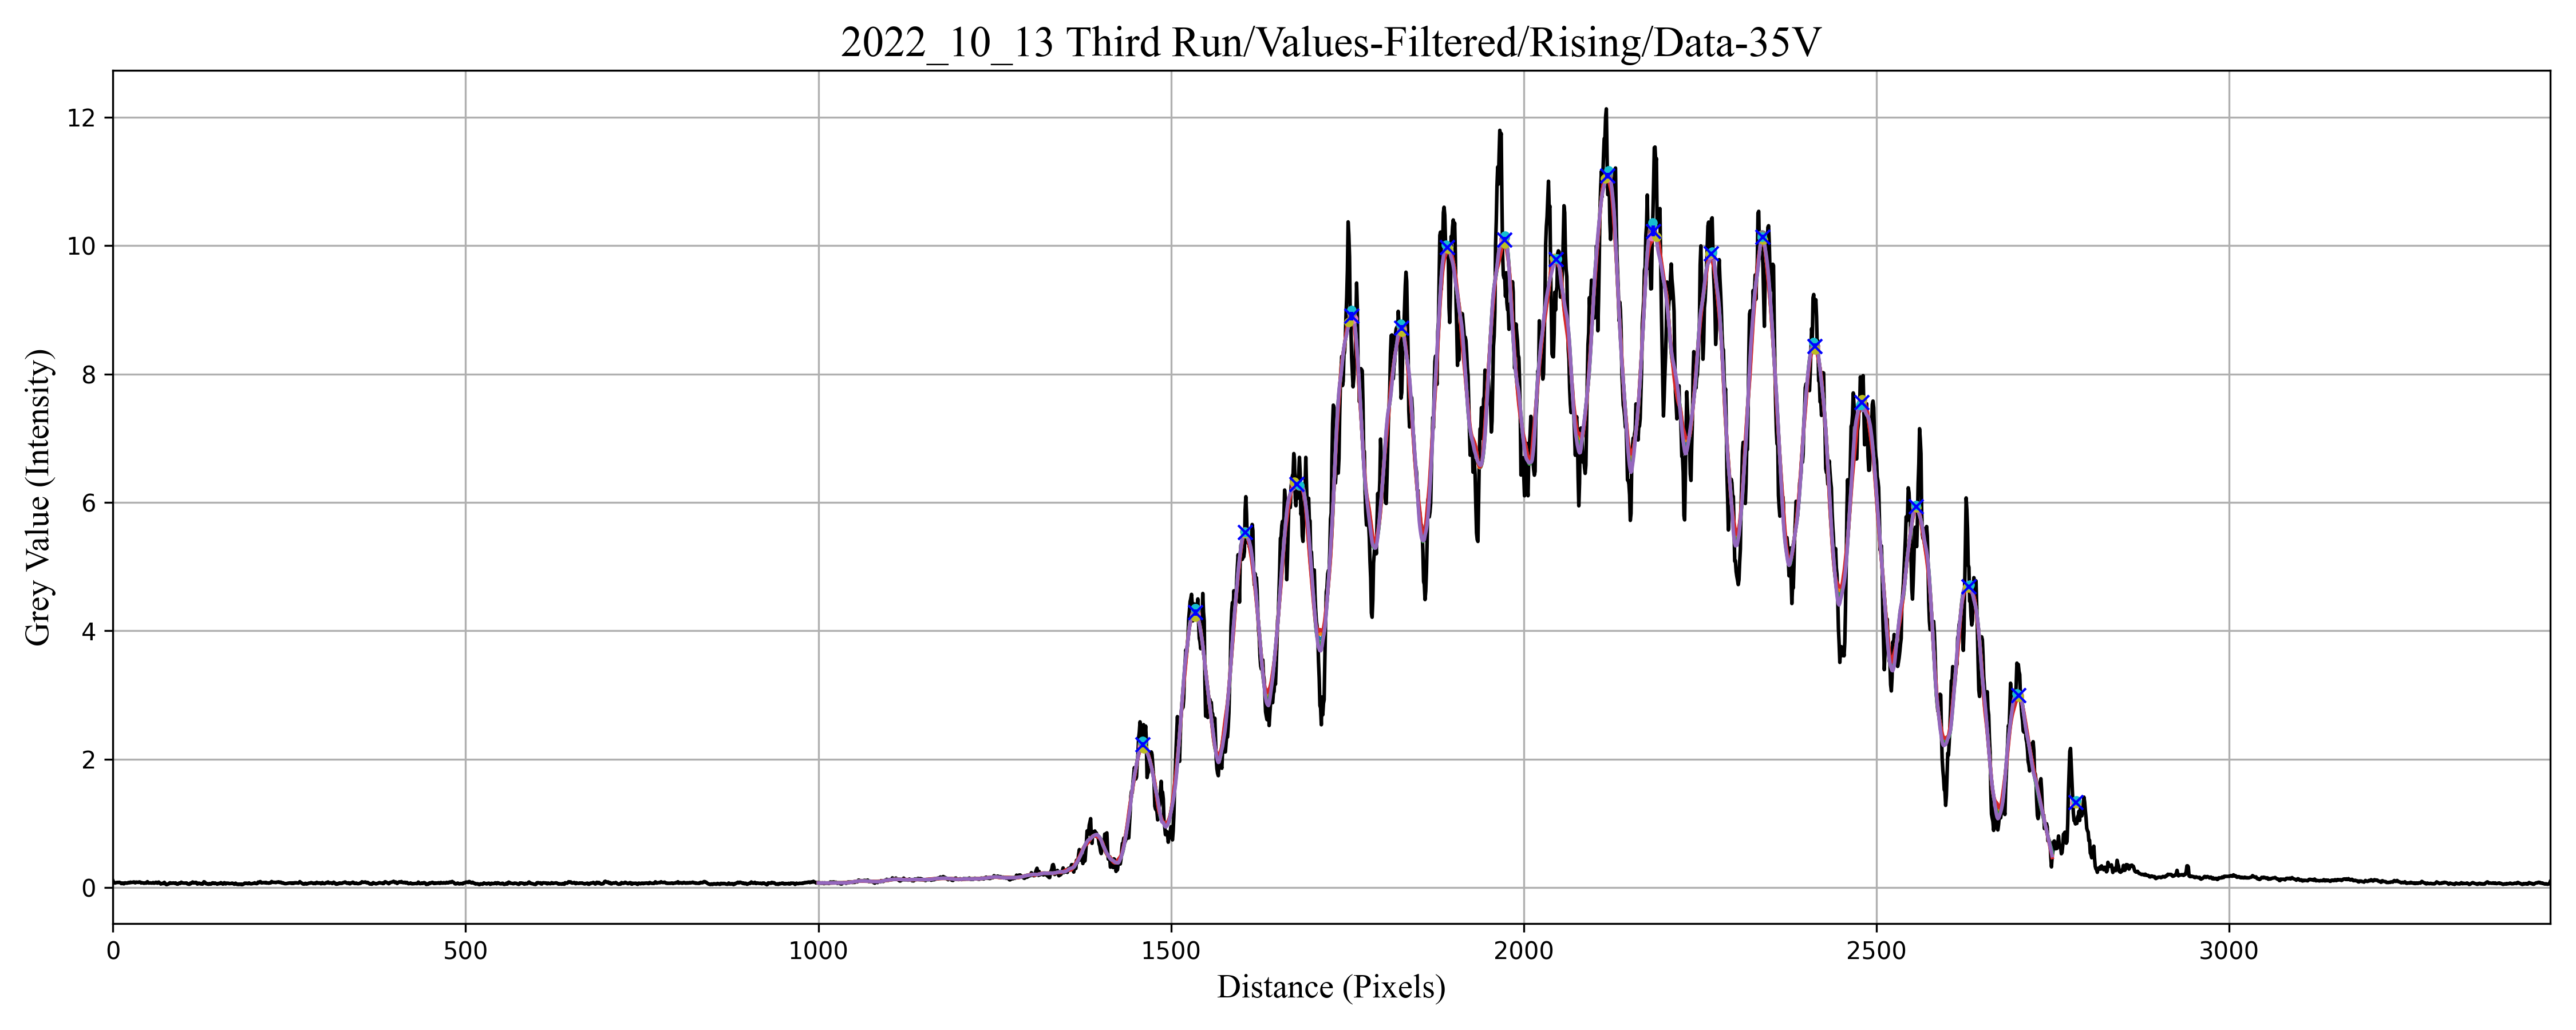 2022_10_13 Third Run/Values-Filtered/Rising/Data-35V
Grey Value (Intensity)
12
10
8
6
4
2
0
0 500 1000 1500 2000 2500 3000
Distance (Pixels)